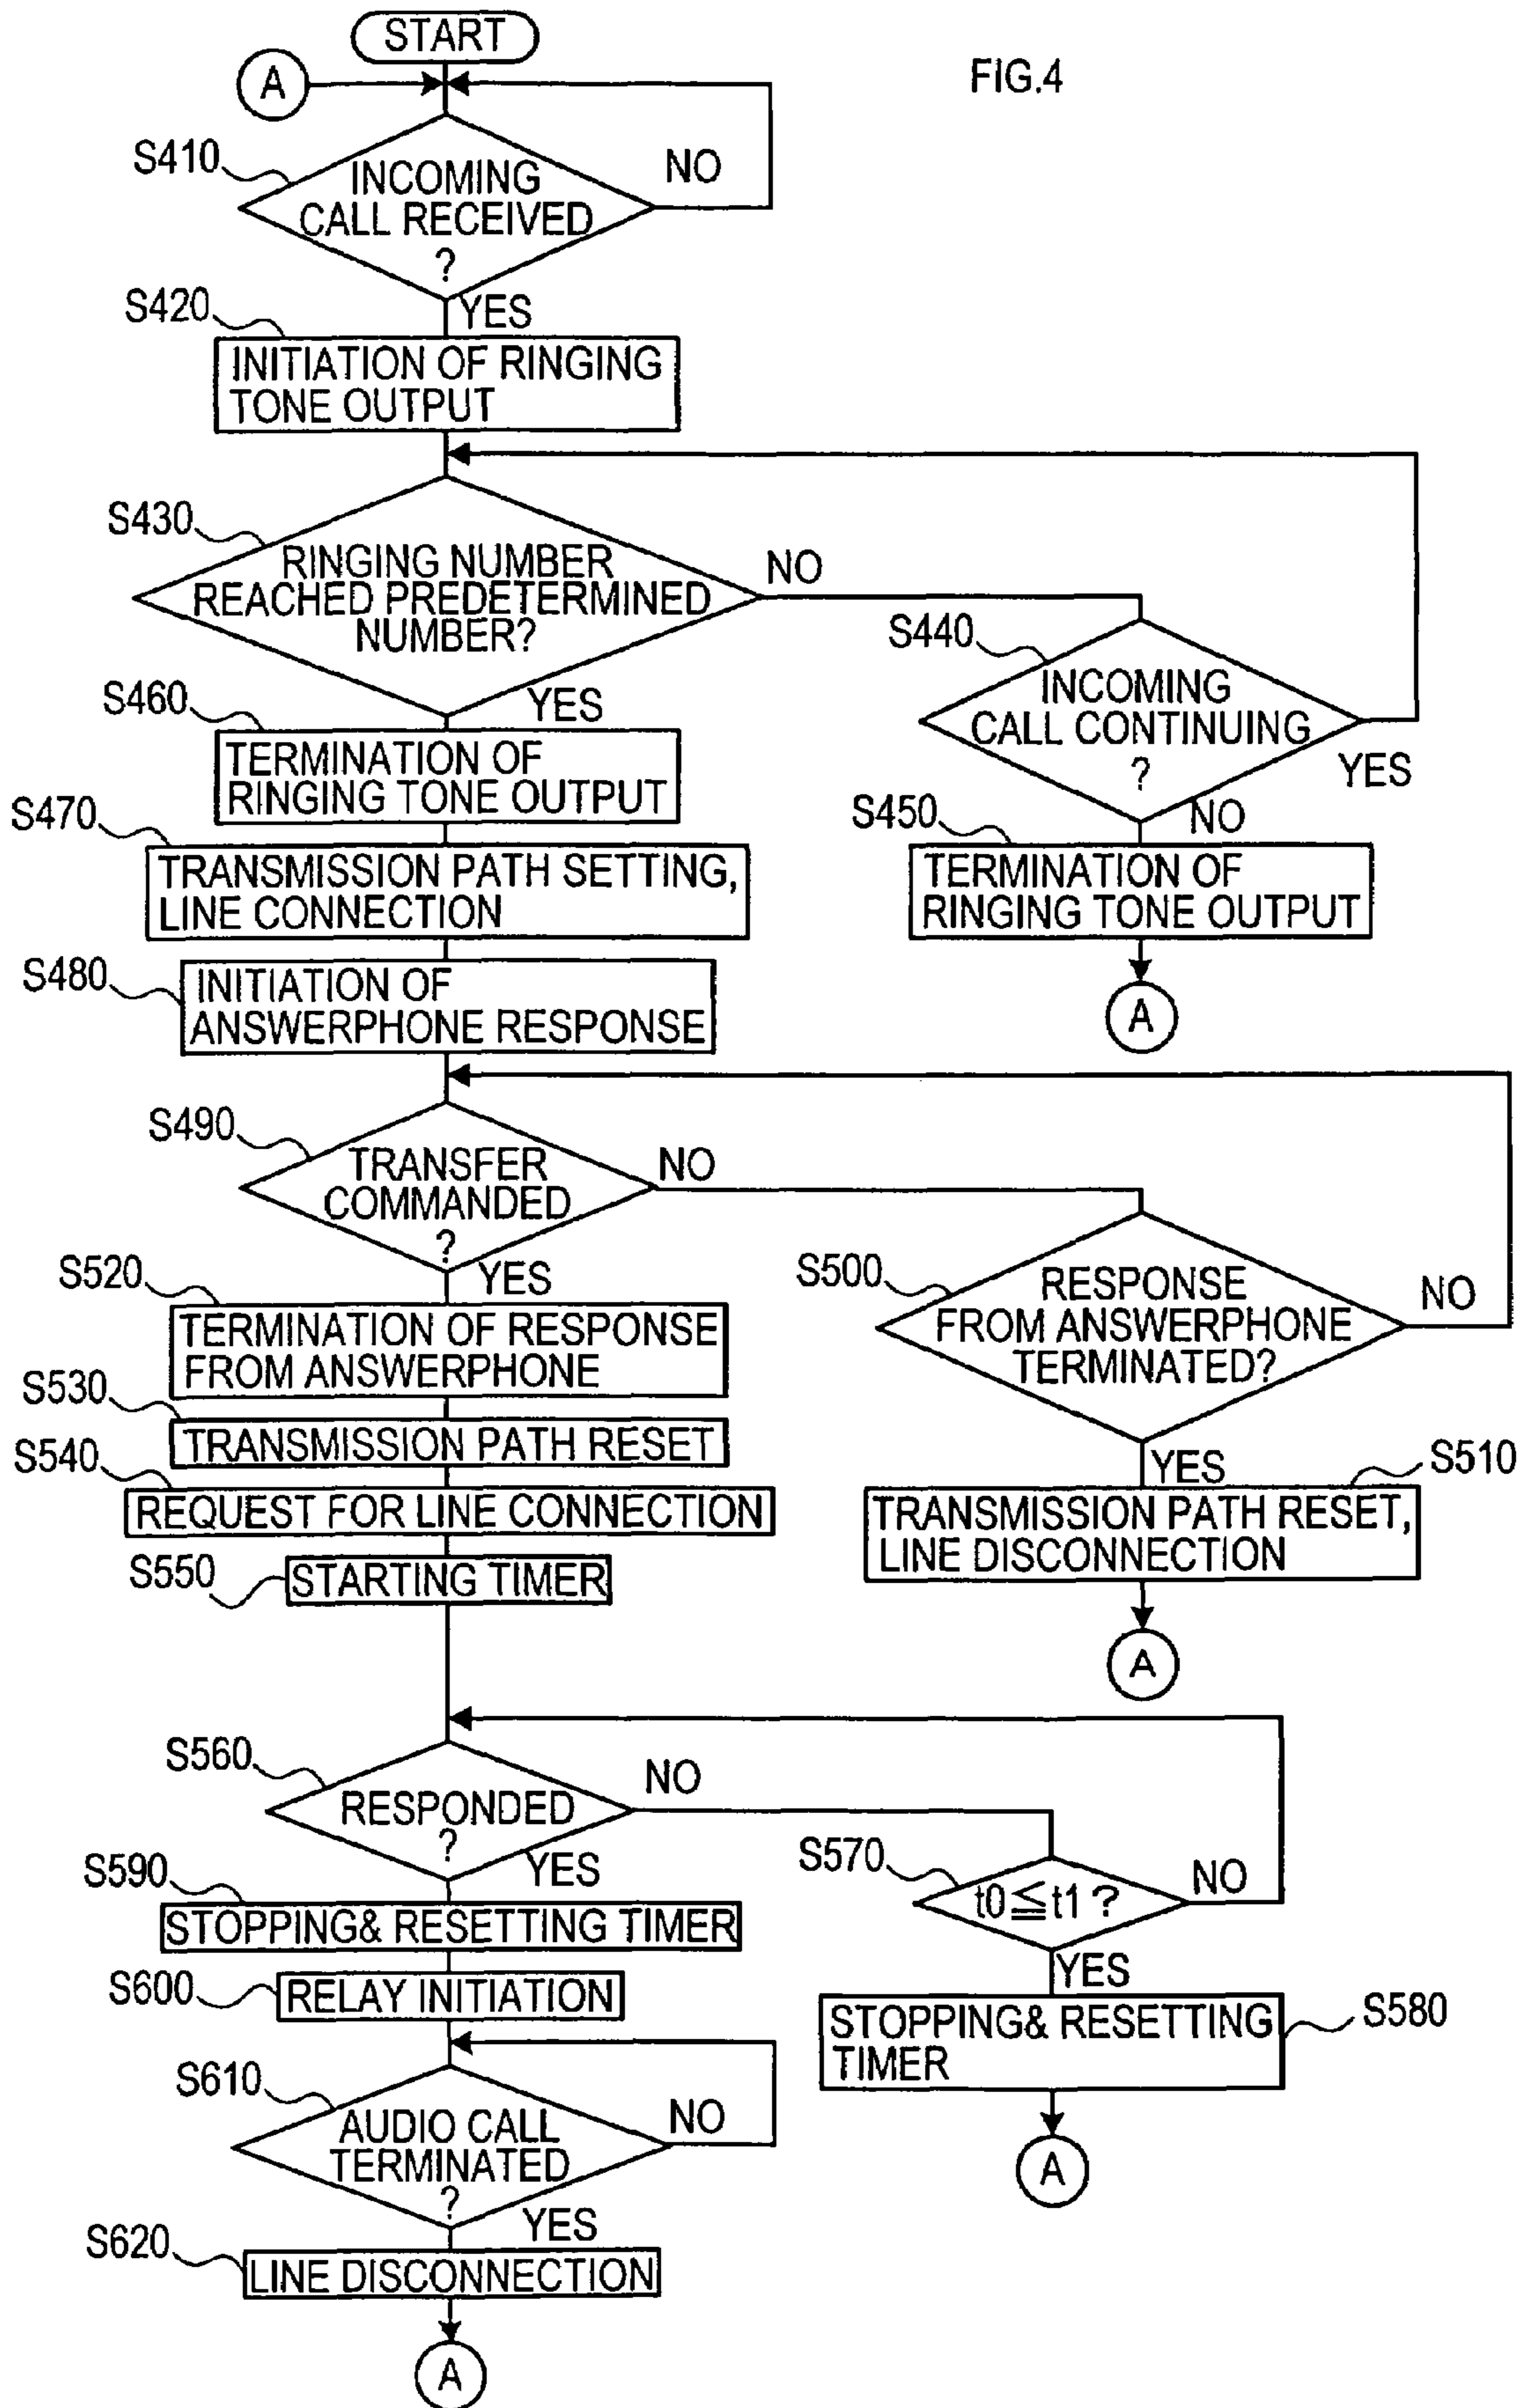 START
A
FIG.4
S410
INCOMING
CALL RECEIVED
?
NO
YES
S420
INITIATION OF RINGING
TONE OUTPUT
S430
RINGING NUMBER
REACHED PREDETERMINED
NUMBER?
NO
YES
S440
INCOMING
CALL CONTINUING
?
YES
NO
S450
TERMINATION OF
RINGING TONE OUTPUT
A
S460
TERMINATION OF
RINGING TONE OUTPUT
S470
TRANSMISSION PATH SETTING,
LINE CONNECTION
S480
INITIATION OF
ANSWERPHONE RESPONSE
S490
TRANSFER
COMMANDED
?
NO
YES
S500
RESPONSE
FROM ANSWERPHONE
TERMINATED?
NO
YES
S510
TRANSMISSION PATH RESET,
LINE DISCONNECTION
A
S520
TERMINATION OF RESPONSE
FROM ANSWERPHONE
S530
TRANSMISSION PATH RESET
S540
REQUEST FOR LINE CONNECTION
S550
STARTING TIMER
S560
RESPONDED
?
NO
YES
S570
t0≦t1 ?
NO
YES
S580
STOPPING& RESETTING
TIMER
A
S590
STOPPING& RESETTING TIMER
S600
RELAY INITIATION
S610
AUDIO CALL
TERMINATED
?
NO
YES
S620
LINE DISCONNECTION
A